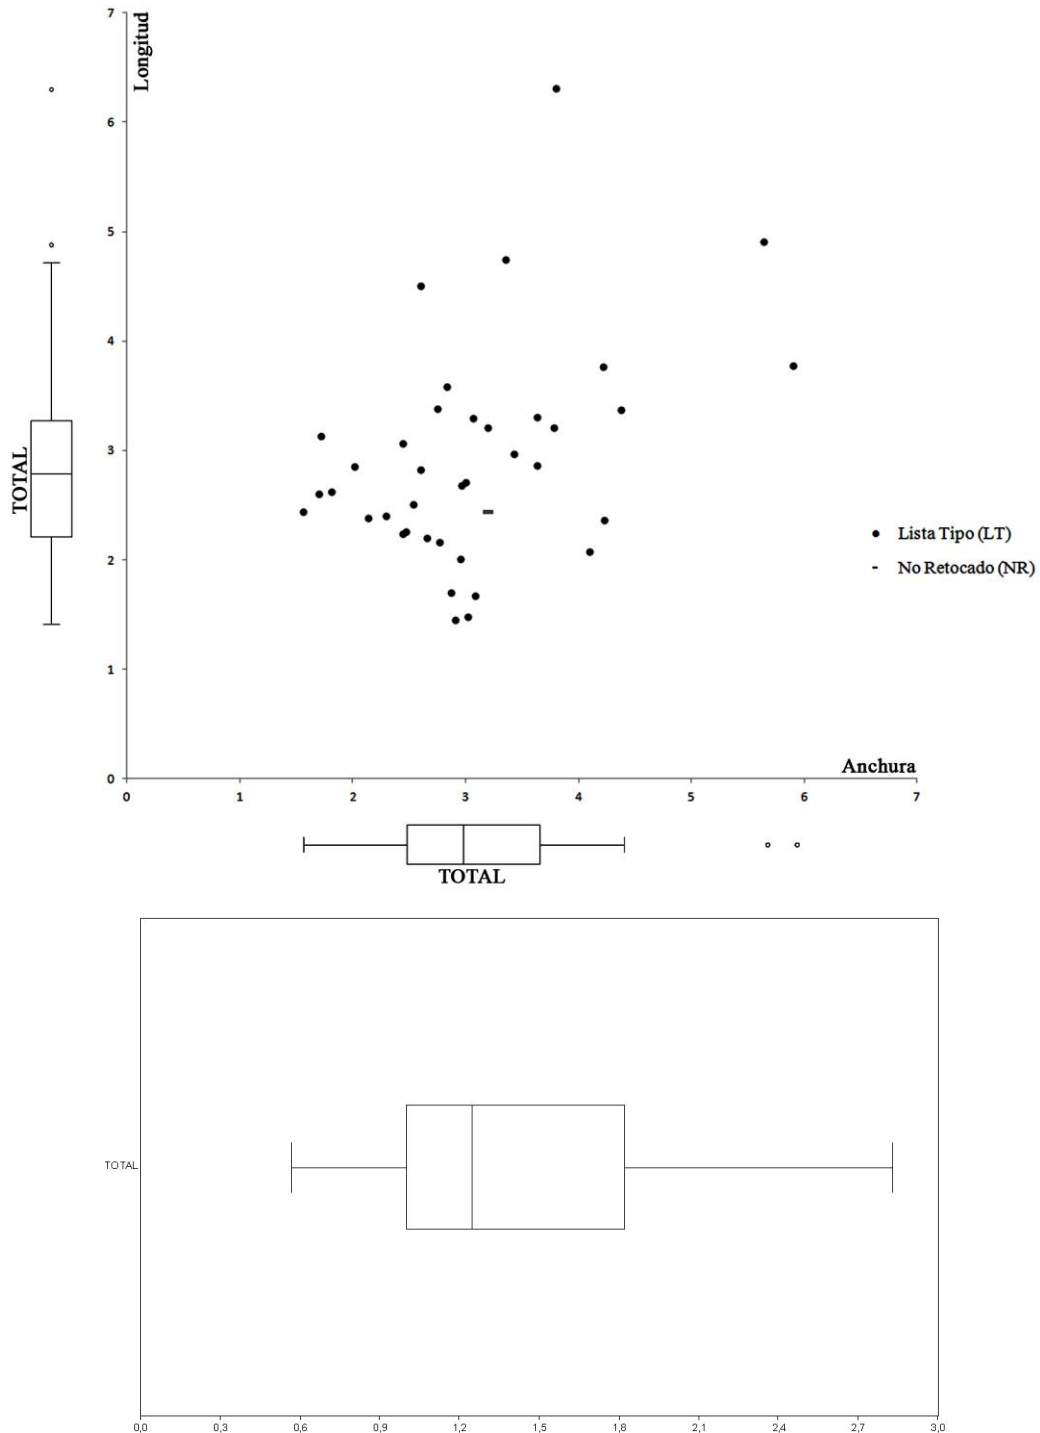 Longitud
7
6
5
4
3
2
1
0
TOTAL
Lista Tipo (LT)
No Retocado (NR)
Anchura
0 1 2 3 4 5 6 7
TOTAL
TOTAL
0,0 0,3 0,6 0,9 1,2 1,5 1,8 2,1 2,4 2,7 3,0